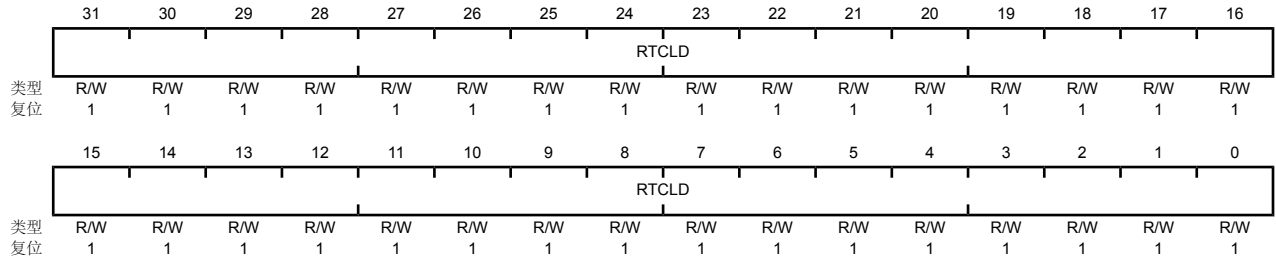 31 30 29 28 27 26 25 24 23 22 21 20 19 18 17 16
RTCLD
类型 R/W R/W R/W R/W R/W R/W R/W R/W R/W R/W R/W R/W R/W R/W R/W R/W
复位 1 1 1 1 1 1 1 1 1 1 1 1 1 1 1 1
15 14 13 12 11 10 9 8 7 6 5 4 3 2 1 0
RTCLD
类型 R/W R/W R/W R/W R/W R/W R/W R/W R/W R/W R/W R/W R/W R/W R/W R/W
复位 1 1 1 1 1 1 1 1 1 1 1 1 1 1 1 1